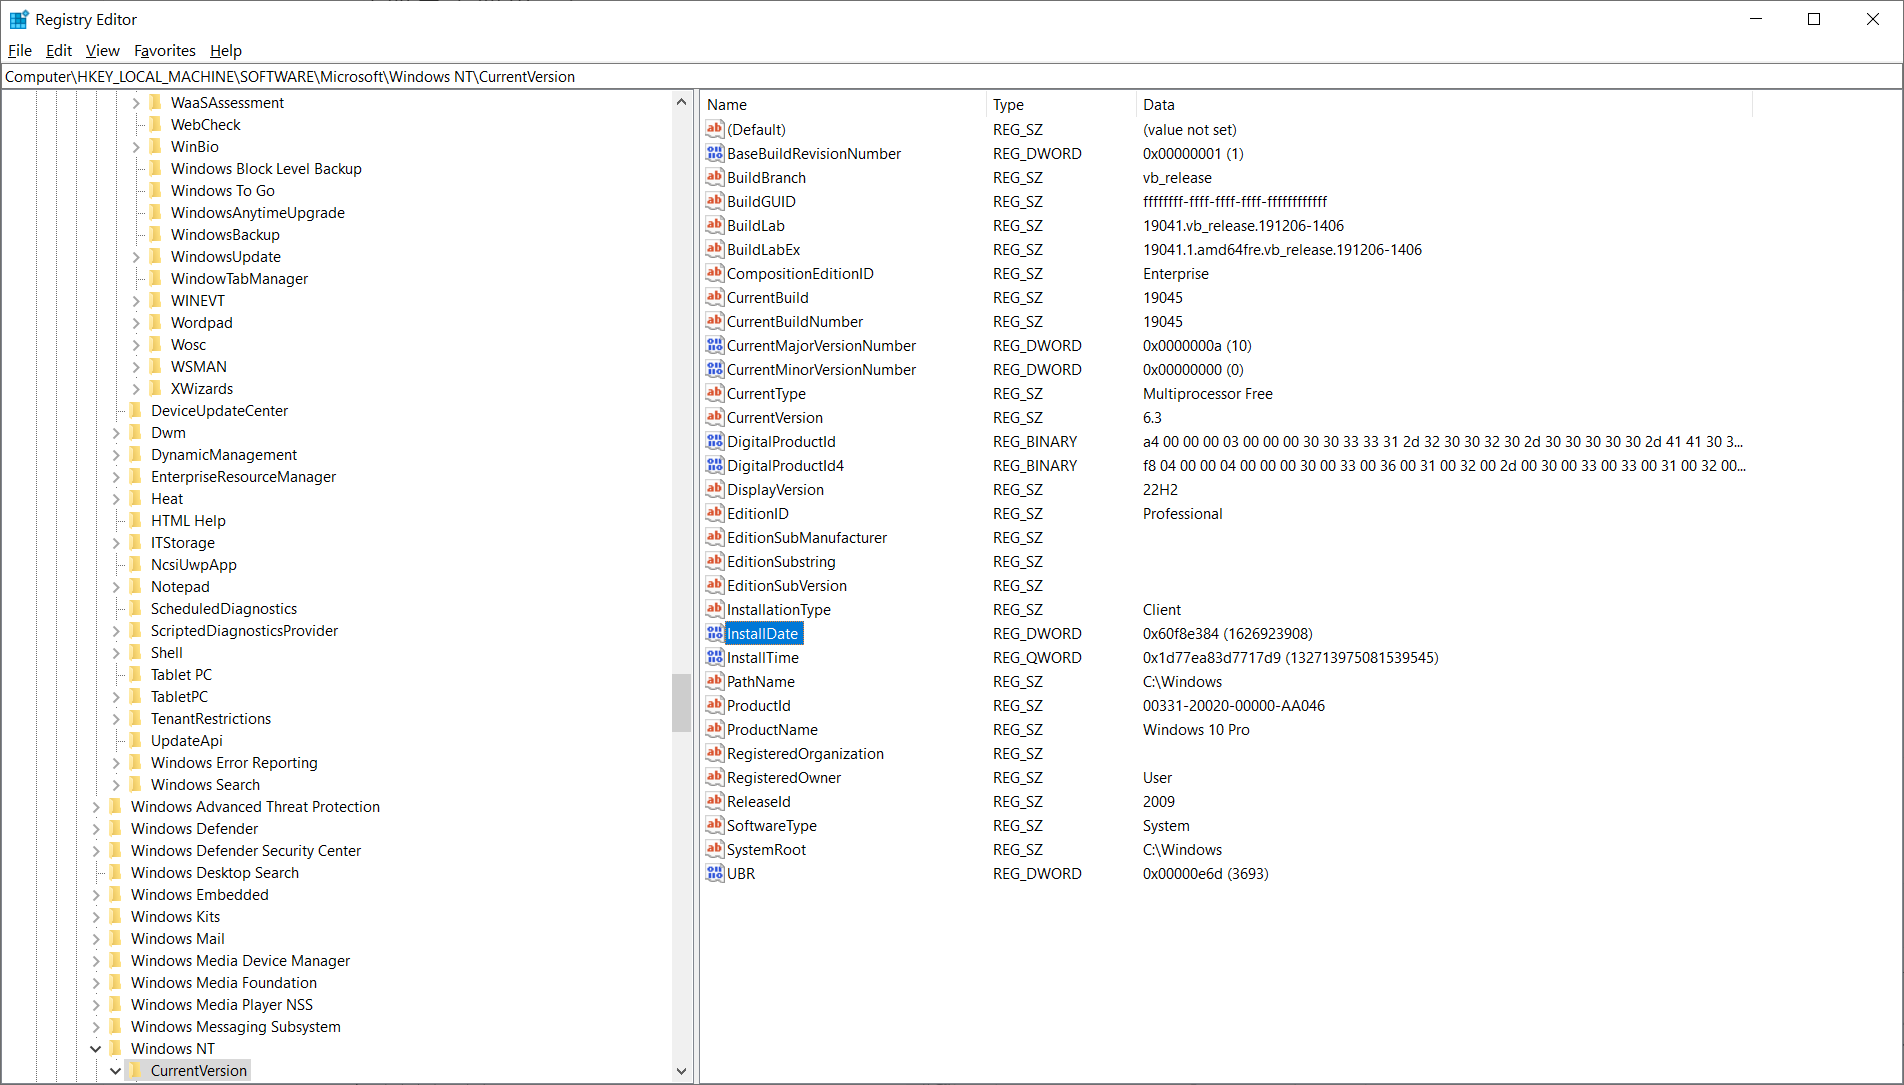 Registry Editor
File Edit View Favorites Help
Computer\HKEY_LOCAL_MACHINE\SOFTWARE\Microsoft\Windows NT\CurrentVersion
WaaSAssessment
WebCheck
WinBio
Windows Block Level Backup
Windows To Go
WindowsAnytimeUpgrade
WindowsBackup
WindowsUpdate
WindowTabManager
WINEVT
Wordpad
Wosc
WSMAN
XWizards
DeviceUpdateCenter
Dwm
DynamicManagement
EnterpriseResourceManager
Heat
HTML Help
ITStorage
NcsiUwpApp
Notepad
ScheduledDiagnostics
ScriptedDiagnosticsProvider
Shell
Tablet PC
TabletPC
TenantRestrictions
UpdateApi
Windows Error Reporting
Windows Search
Windows Advanced Threat Protection
Windows Defender
Windows Defender Security Center
Windows Desktop Search
Windows Embedded
Windows Kits
Windows Mail
Windows Media Device Manager
Windows Media Foundation
Windows Media Player NSS
Windows Messaging Subsystem
Windows NT
CurrentVersion
Name Type Data
(Default) REG_SZ (value not set)
BaseBuildRevisionNumber REG_DWORD 0x00000001 (1)
BuildBranch REG_SZ vb_release
BuildGUID REG_SZ ffffffff-ffff-ffff-ffff-ffffffffffff
BuildLab REG_SZ 19041.vb_release.191206-1406
BuildLabEx REG_SZ 19041.1.amd64fre.vb_release.191206-1406
CompositionEditionID REG_SZ Enterprise
CurrentBuild REG_SZ 19045
CurrentBuildNumber REG_SZ 19045
CurrentMajorVersionNumber REG_DWORD 0x0000000a (10)
CurrentMinorVersionNumber REG_DWORD 0x00000000 (0)
CurrentType REG_SZ Multiprocessor Free
CurrentVersion REG_SZ 6.3
DigitalProductId REG_BINARY a4 00 00 00 03 00 00 00 30 30 33 33 31 2d 32 30 30 32 30 2d 30 30 30 30 30 2d 41 41 30 3...
DigitalProductId4 REG_BINARY f8 04 00 00 04 00 00 00 30 00 33 00 36 00 31 00 32 00 2d 00 30 00 33 00 33 00 31 00 32 00...
DisplayVersion REG_SZ 22H2
EditionID REG_SZ Professional
EditionSubManufacturer REG_SZ
EditionSubstring REG_SZ
EditionSubVersion REG_SZ
InstallationType REG_SZ Client
InstallDate REG_DWORD 0x60f8e384 (1626923908)
InstallTime REG_QWORD 0x1d77ea83d7717d9 (132713975081539545)
PathName REG_SZ C:\Windows
ProductId REG_SZ 00331-20020-00000-AA046
ProductName REG_SZ Windows 10 Pro
RegisteredOrganization REG_SZ
RegisteredOwner REG_SZ User
ReleaseId REG_SZ 2009
SoftwareType REG_SZ System
SystemRoot REG_SZ C:\Windows
UBR REG_DWORD 0x00000e6d (3693)